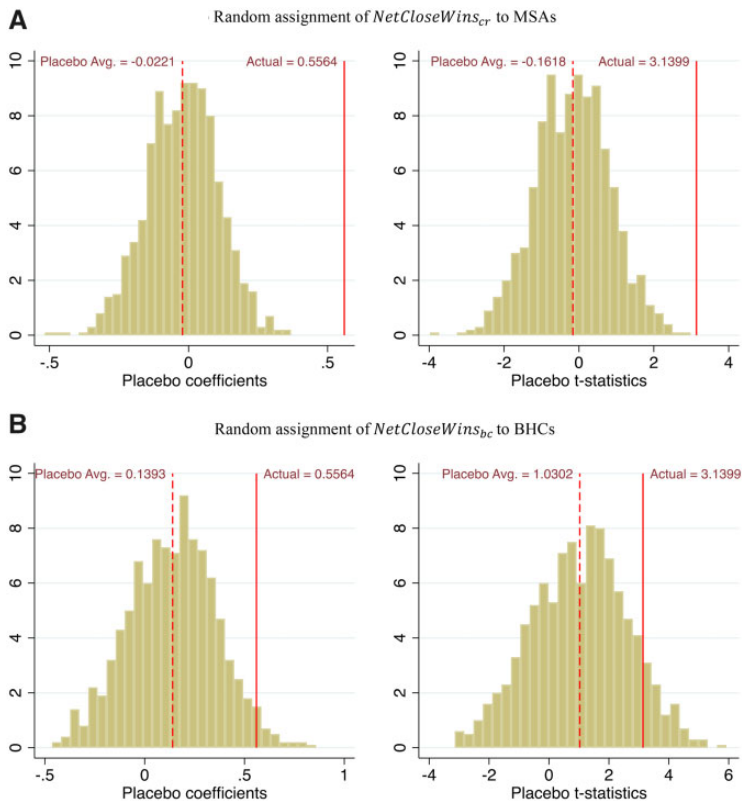 A
Random assignment of NetCloseWins_cr to MSAs
Placebo Avg. = -0.0221 Actual = 0.5564
10
8
6
4
2
0
-.5 0 .5
Placebo coefficients
Placebo Avg. = -0.1618 Actual = 3.1399
10
8
6
4
2
0
-4 -2 0 2 4
Placebo t-statistics
B
Random assignment of NetCloseWins_bc to BHCs
Placebo Avg. = 0.1393 Actual = 0.5564
10
8
6
4
2
0
-.5 0 .5 1
Placebo coefficients
Placebo Avg. = 1.0302 Actual = 3.1399
10
8
6
4
2
0
-4 -2 0 2 4 6
Placebo t-statistics